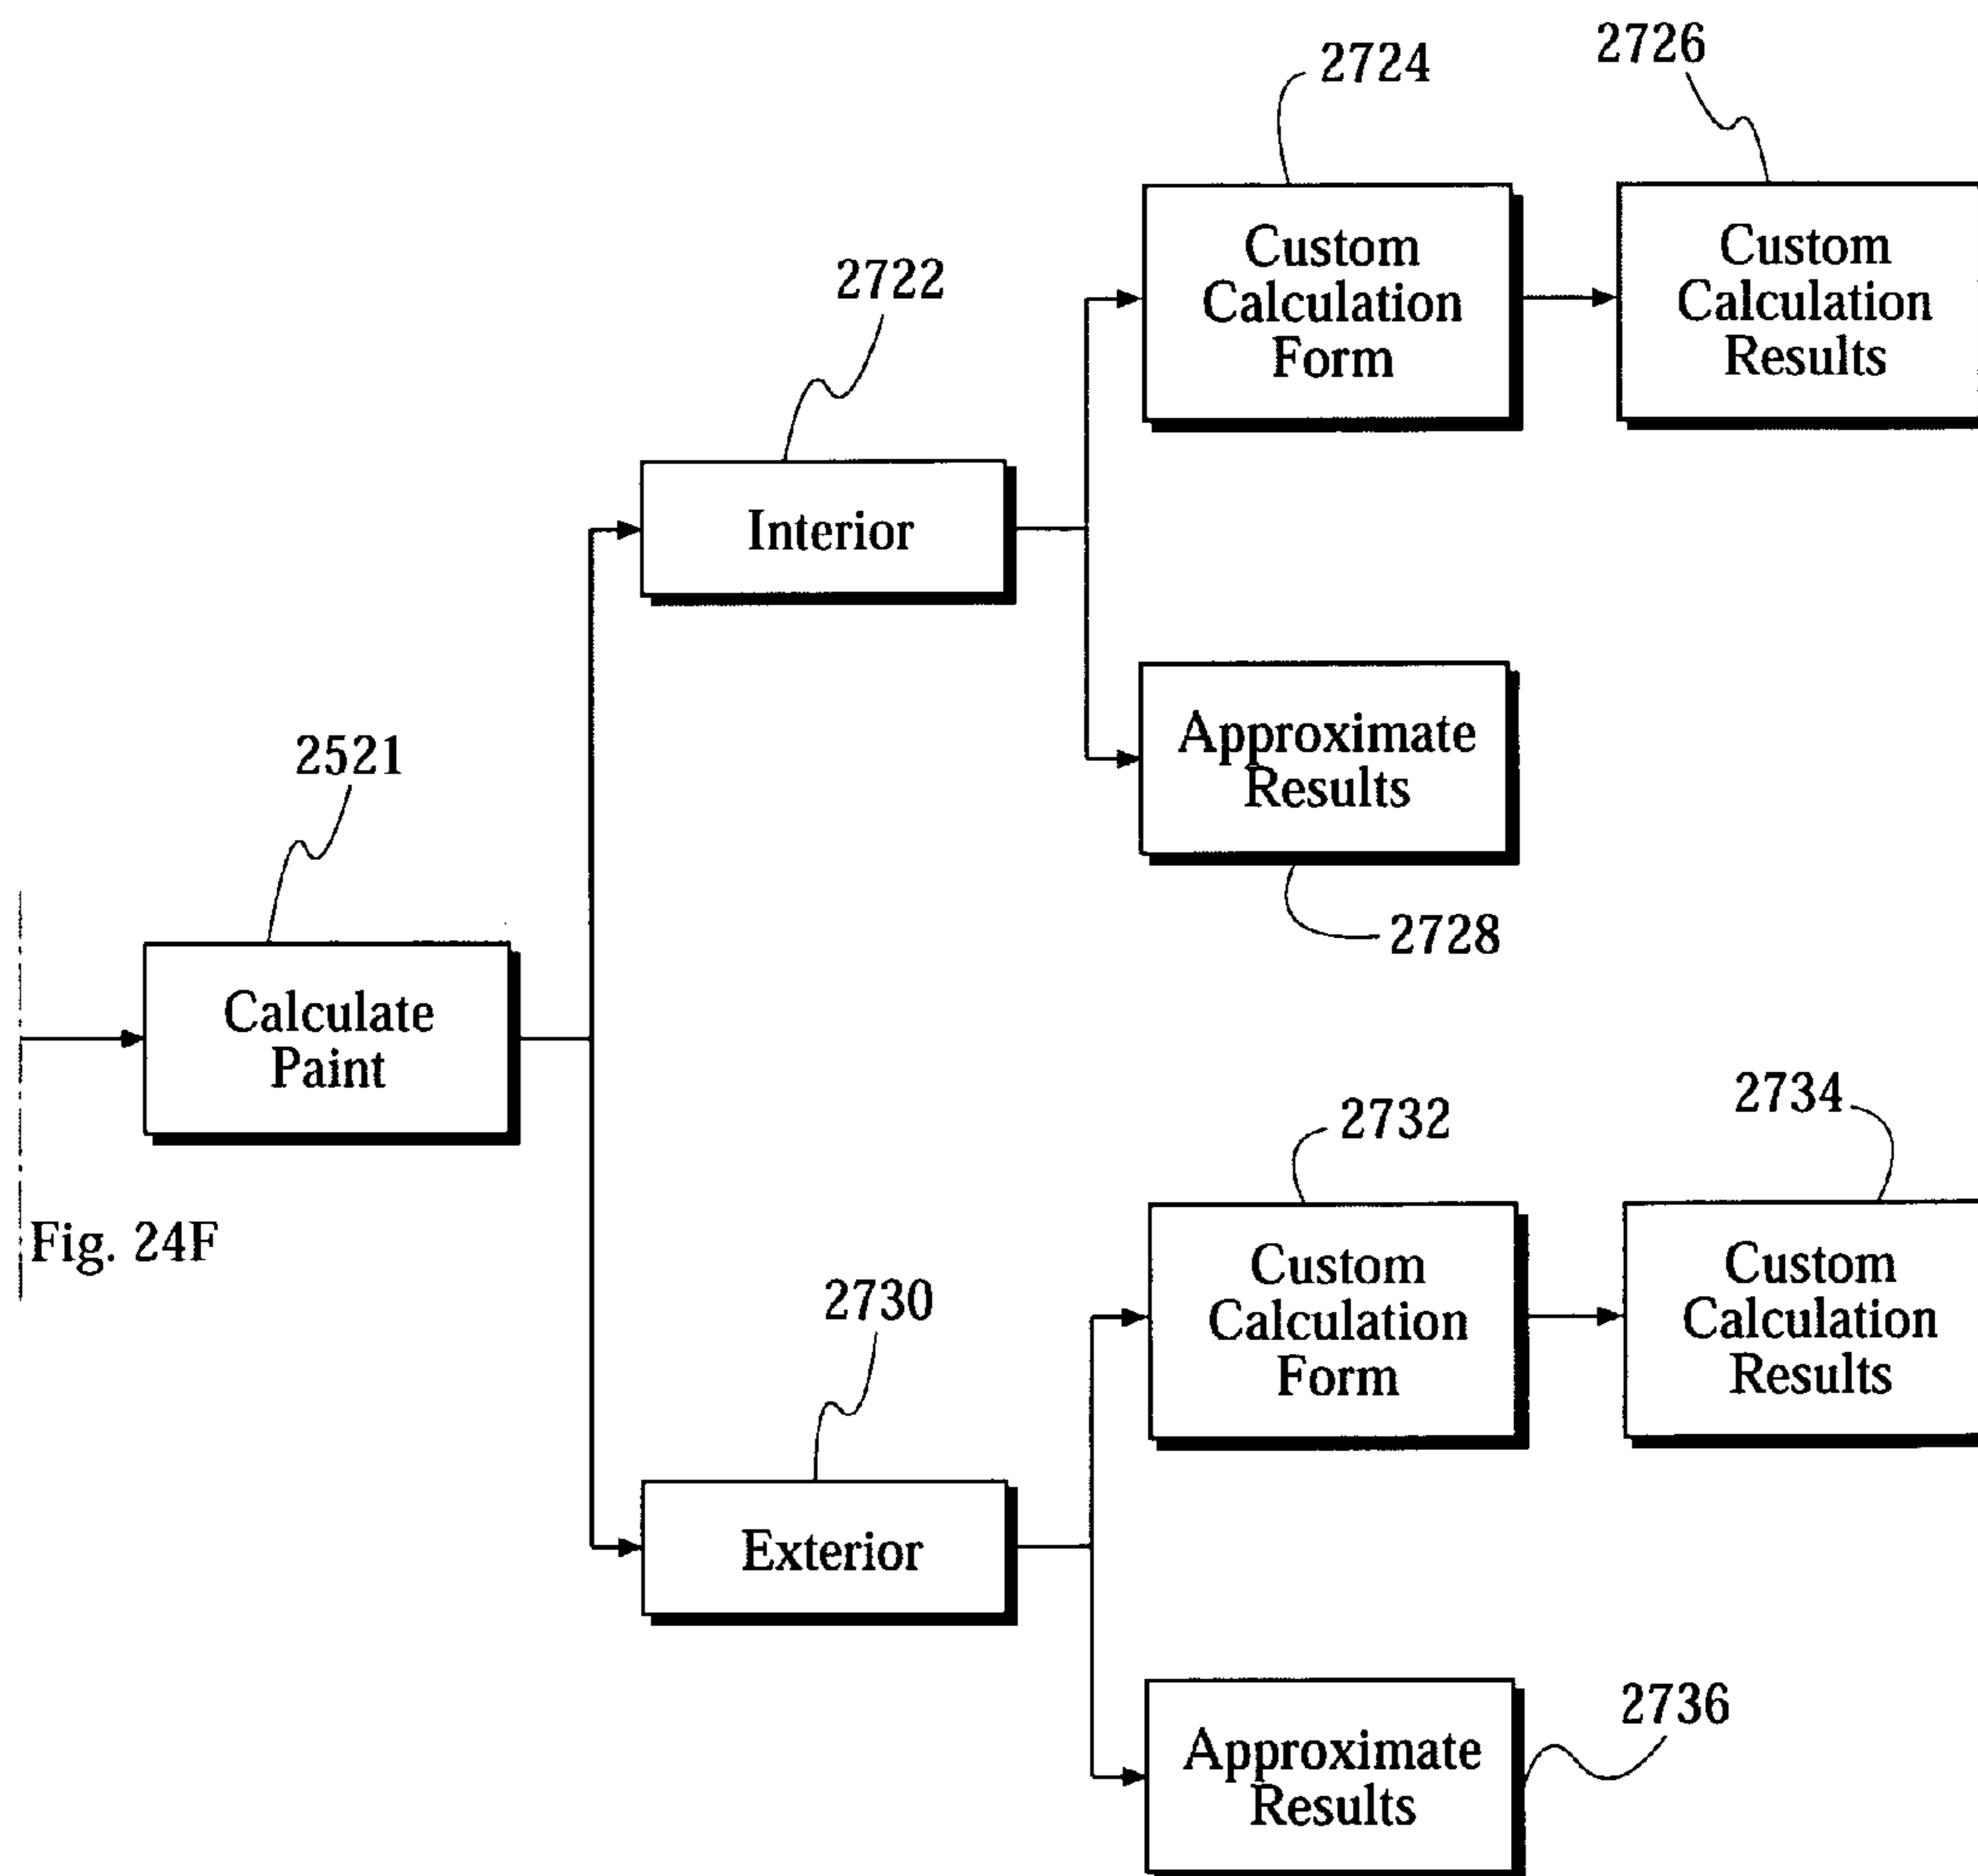 2724
2726
Custom
Calculation
Form
Custom
Calculation
Results
2722
Interior
Approximate
Results
2728
2521
Calculate
Paint
Fig. 24F
2732
2734
Custom
Calculation
Form
Custom
Calculation
Results
2730
Exterior
2736
Approximate
Results